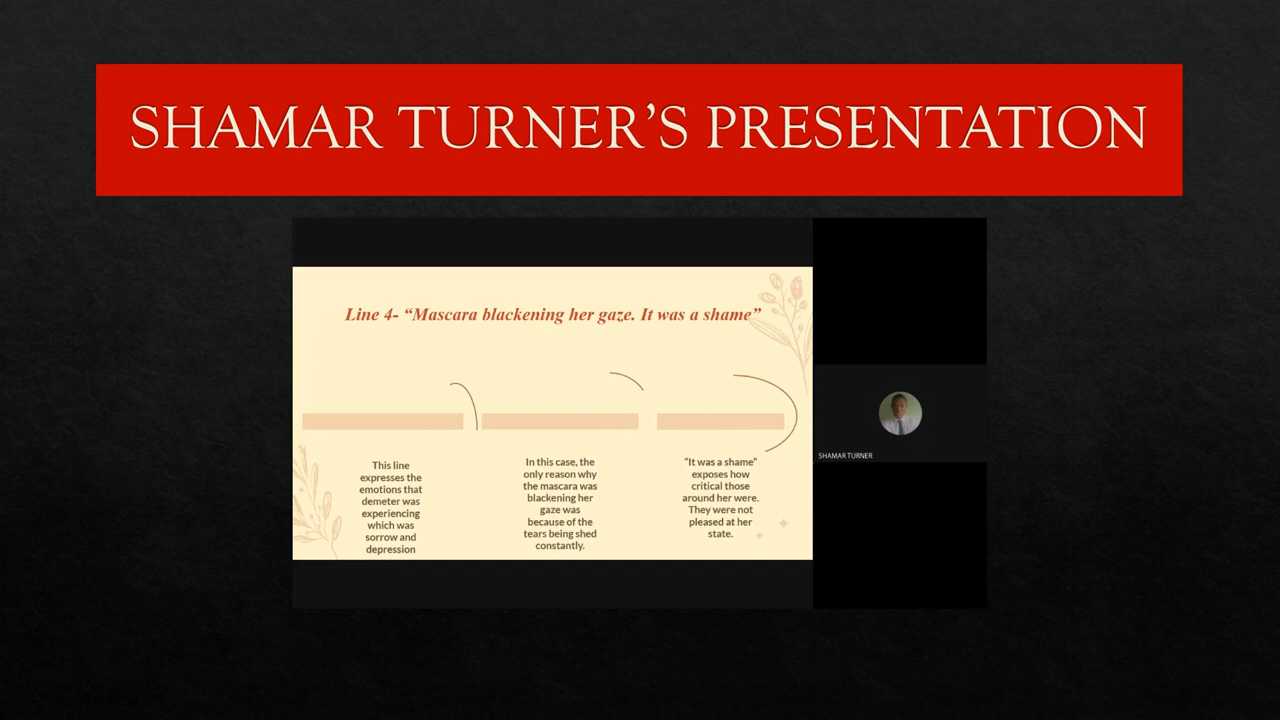 SHAMAR TURNER’S PRESENTATION
Line 4- “Mascara blackening her gaze. It was a shame”
This line
expresses the
emotions that
demeter was
experiencing
which was
sorrow and
depression
In this case, the
only reason why
the mascara was
blackening her
gaze was
because of the
tears being shed
constantly.
“It was a shame”
exposes how
critical those
around her were.
They were not
pleased at her
state.
SHAMAR TURNER